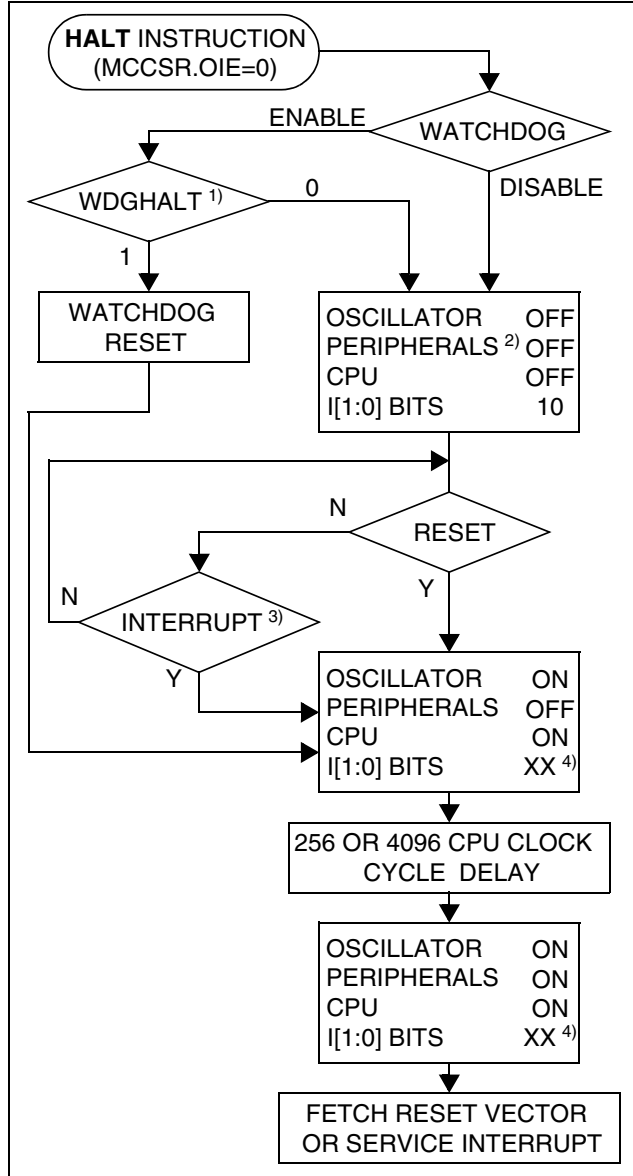 HALT INSTRUCTION
(MCCSR.OIE=0)
ENABLE
WATCHDOG
WDGHALT 1)
0
DISABLE
1
WATCHDOG
RESET
OSCILLATOR OFF
PERIPHERALS 2) OFF
CPU OFF
I[1:0] BITS 10
N
RESET
N
Y
INTERRUPT 3)
Y
OSCILLATOR ON
PERIPHERALS OFF
CPU ON
I[1:0] BITS XX 4)
256 OR 4096 CPU CLOCK
CYCLE DELAY
OSCILLATOR ON
PERIPHERALS ON
CPU ON
I[1:0] BITS XX 4)
FETCH RESET VECTOR
OR SERVICE INTERRUPT